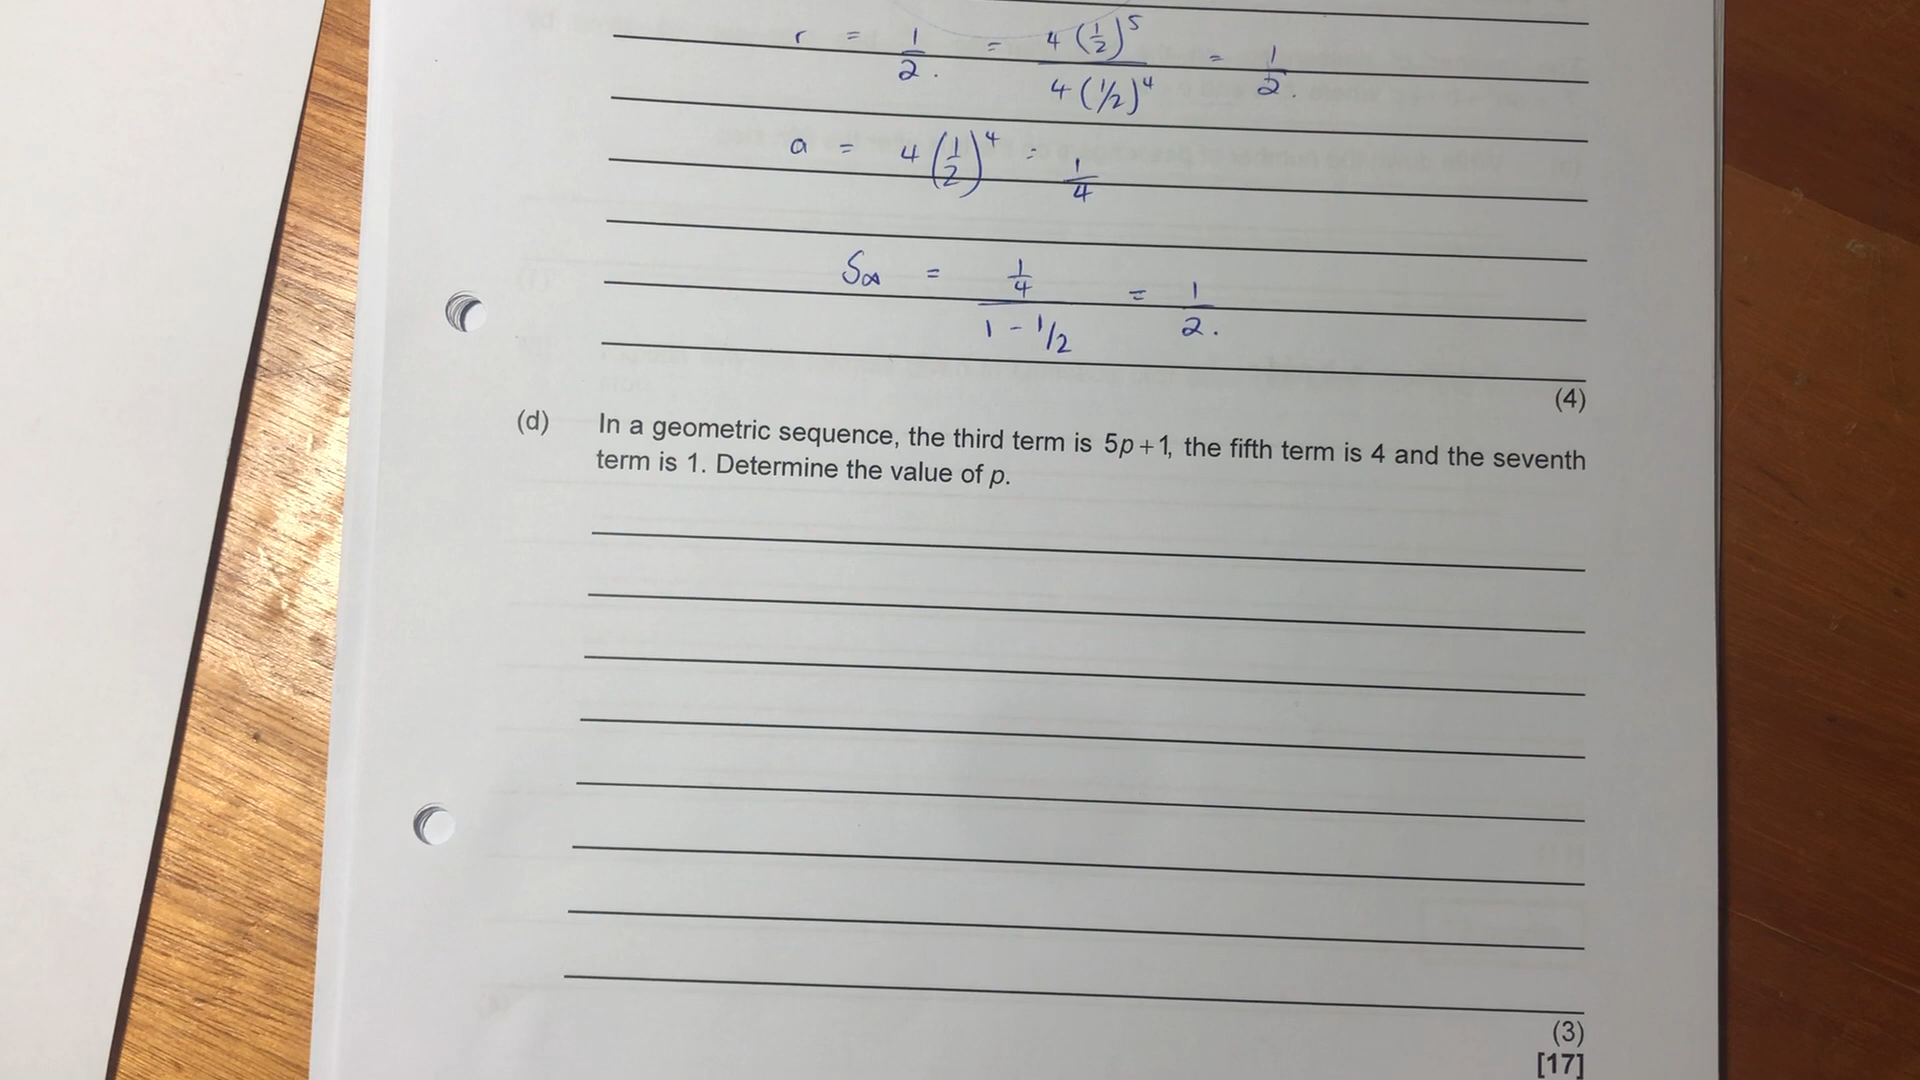 r = 1/2. = 4(1/2)^5 / 4(1/2)^4 = 1/2.
a = 4(1/2)^4 = 1/4
S∞ = 1/4 / 1 - 1/2 = 1/2.
(4)
(d) In a geometric sequence, the third term is 5p+1, the fifth term is 4 and the seventh
term is 1. Determine the value of p.
(3)
[17]